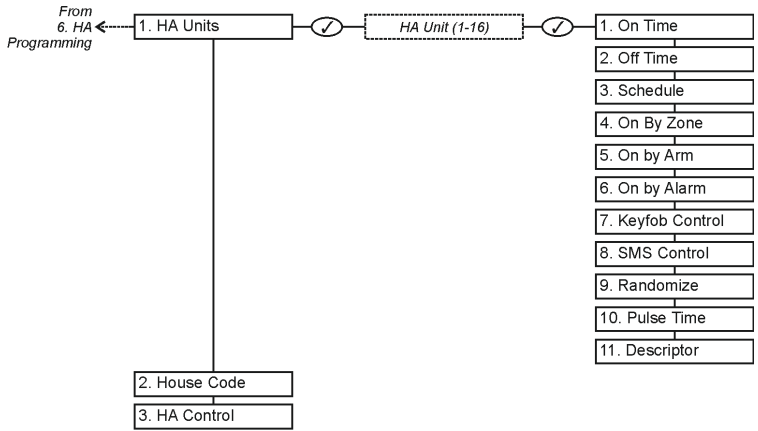 From
6. HA
Programming
1. HA Units
HA Unit (1-16)
1. On Time
2. Off Time
3. Schedule
4. On By Zone
5. On by Arm
6. On by Alarm
7. Keyfob Control
8. SMS Control
9. Randomize
10. Pulse Time
11. Descriptor
2. House Code
3. HA Control